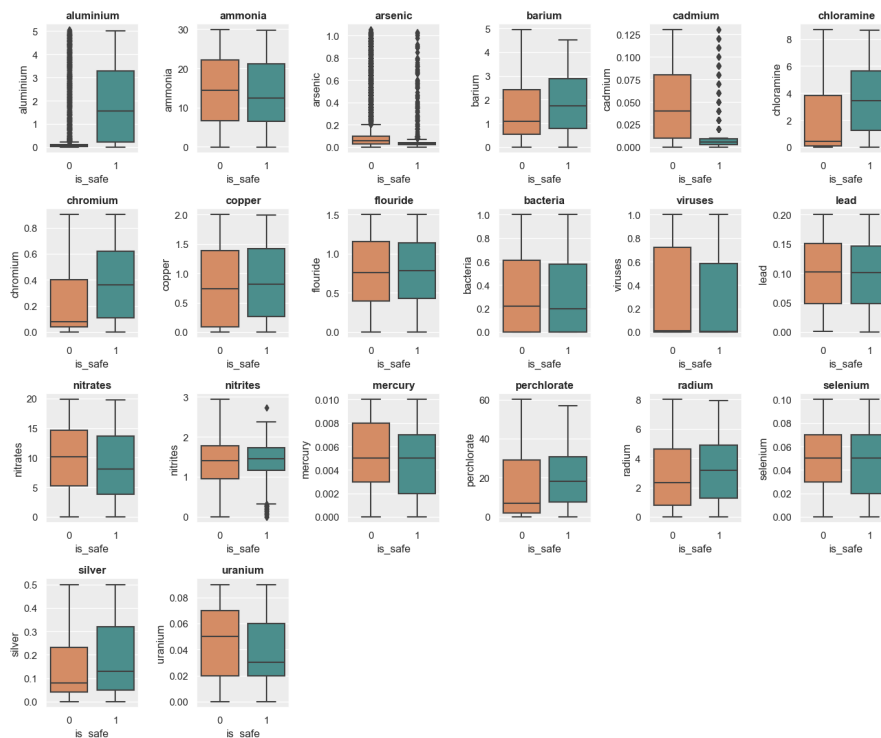 aluminium
ammonia
arsenic
barium
cadmium
chloramine
5
4
3
2
1
0
aluminium
0 1
is_safe
30
20
10
0
ammonia
0 1
is_safe
1.0
0.8
0.6
0.4
0.2
0.0
arsenic
0 1
is_safe
5
4
3
2
1
0
barium
0 1
is_safe
0.125
0.100
0.075
0.050
0.025
0.000
cadmium
0 1
is_safe
8
6
4
2
0
chloramine
0 1
is_safe
chromium
copper
flouride
bacteria
viruses
lead
0.8
0.6
0.4
0.2
0.0
chromium
0 1
is_safe
2.0
1.5
1.0
0.5
0.0
copper
0 1
is_safe
1.5
1.0
0.5
0.0
flouride
0 1
is_safe
1.0
0.8
0.6
0.4
0.2
0.0
bacteria
0 1
is_safe
1.0
0.8
0.6
0.4
0.2
0.0
viruses
0 1
is_safe
0.20
0.15
0.10
0.05
0.00
lead
0 1
is_safe
nitrates
nitrites
mercury
perchlorate
radium
selenium
20
15
10
5
0
nitrates
0 1
is_safe
3
2
1
0
nitrites
0 1
is_safe
0.010
0.008
0.006
0.004
0.002
0.000
mercury
0 1
is_safe
60
40
20
0
perchlorate
0 1
is_safe
8
6
4
2
0
radium
0 1
is_safe
0.10
0.08
0.06
0.04
0.02
0.00
selenium
0 1
is_safe
silver
uranium
0.5
0.4
0.3
0.2
0.1
0.0
silver
0 1
is_safe
0.08
0.06
0.04
0.02
0.00
uranium
0 1
is_safe